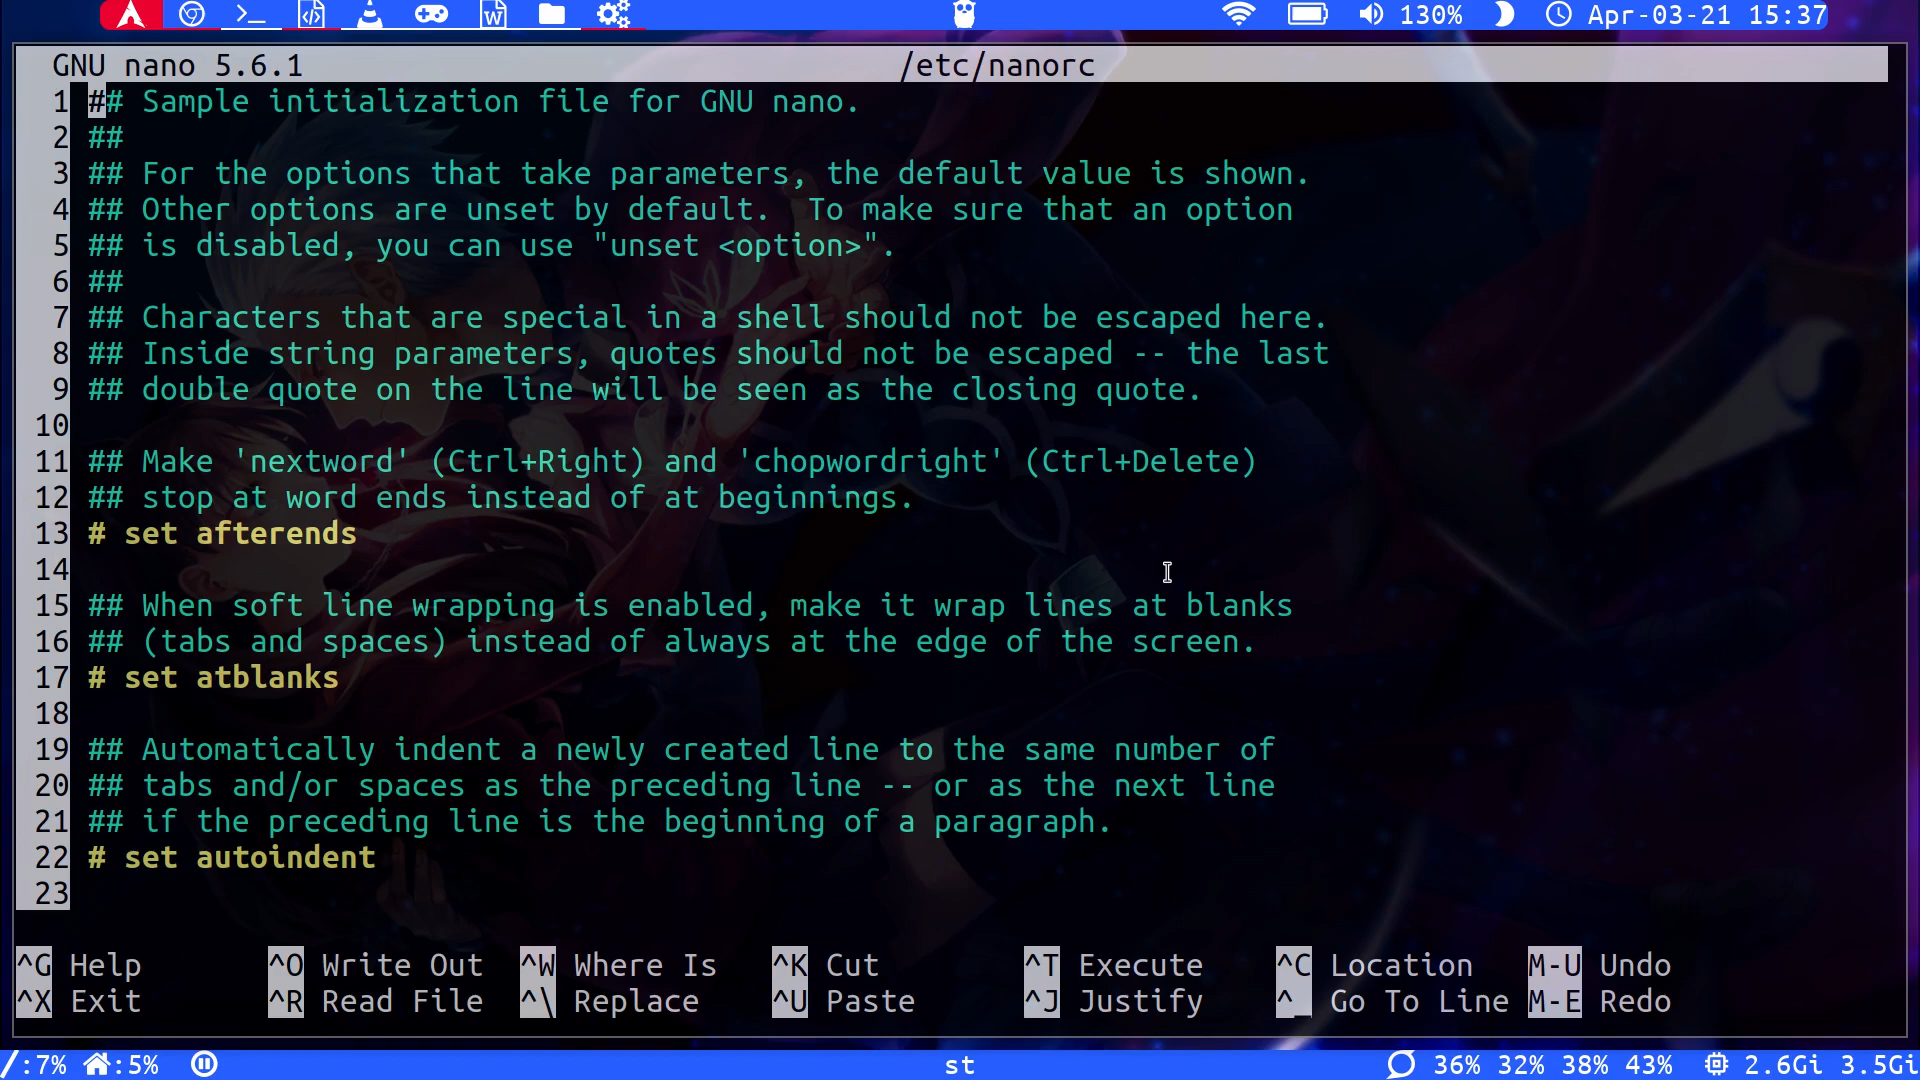 130% Apr-03-21 15:37
GNU nano 5.6.1 /etc/nanorc
1 ## Sample initialization file for GNU nano.
2 ##
3 ## For the options that take parameters, the default value is shown.
4 ## Other options are unset by default.  To make sure that an option
5 ## is disabled, you can use "unset <option>".
6 ##
7 ## Characters that are special in a shell should not be escaped here.
8 ## Inside string parameters, quotes should not be escaped -- the last
9 ## double quote on the line will be seen as the closing quote.
10
11 ## Make 'nextword' (Ctrl+Right) and 'chopwordright' (Ctrl+Delete)
12 ## stop at word ends instead of at beginnings.
13 # set afterends
14
15 ## When soft line wrapping is enabled, make it wrap lines at blanks
16 ## (tabs and spaces) instead of always at the edge of the screen.
17 # set atblanks
18
19 ## Automatically indent a newly created line to the same number of
20 ## tabs and/or spaces as the preceding line -- or as the next line
21 ## if the preceding line is the beginning of a paragraph.
22 # set autoindent
23
^G Help ^O Write Out ^W Where Is ^K Cut ^T Execute ^C Location M-U Undo
^X Exit ^R Read File ^\ Replace ^U Paste ^J Justify ^_ Go To Line M-E Redo
/:7% :5% st 36% 32% 38% 43% 2.6Gi 3.5Gi